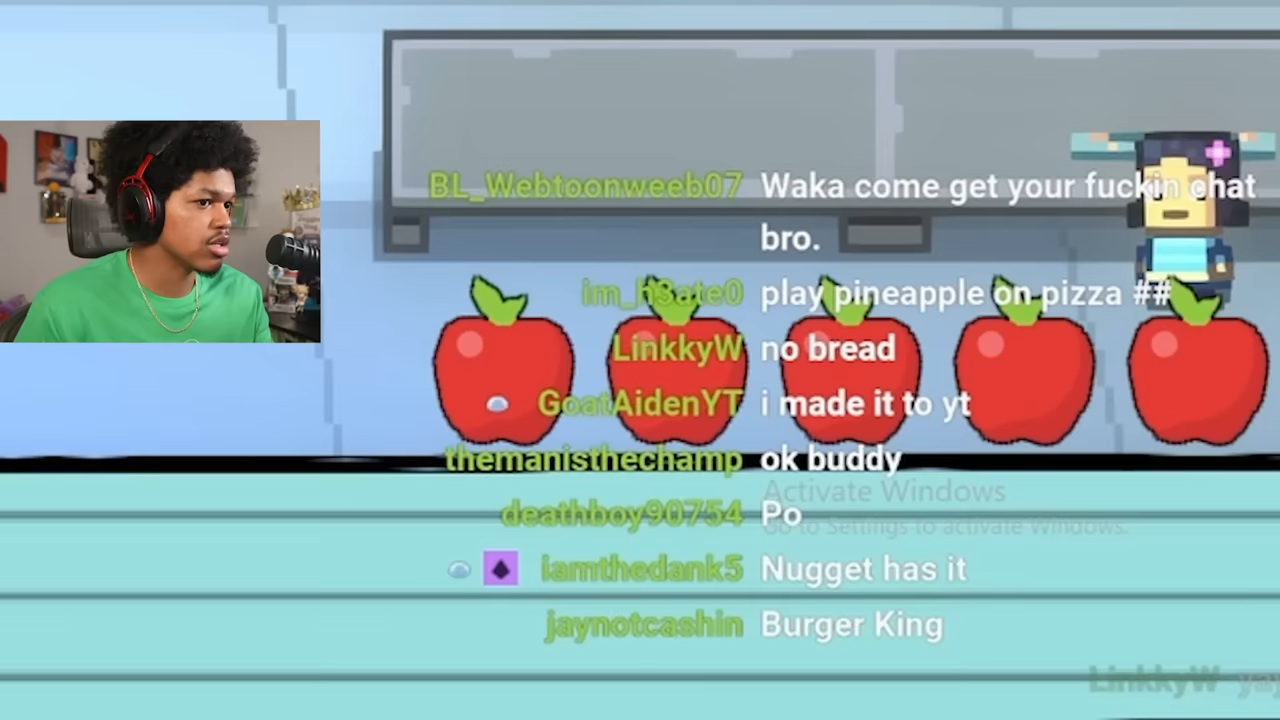 BL_Webtoonweeb07 Waka come get your fuckin chat
bro.
im_h8ate0 play pineapple on pizza ##
LinkkyW no bread
GoatAidenYT i made it to yt
themanisthechamp ok buddy
Activate Windows
deathboy90754 Po
Go to Settings to activate Windows.
iamthedank5 Nugget has it
jaynotcashin Burger King
LinkkyW yay